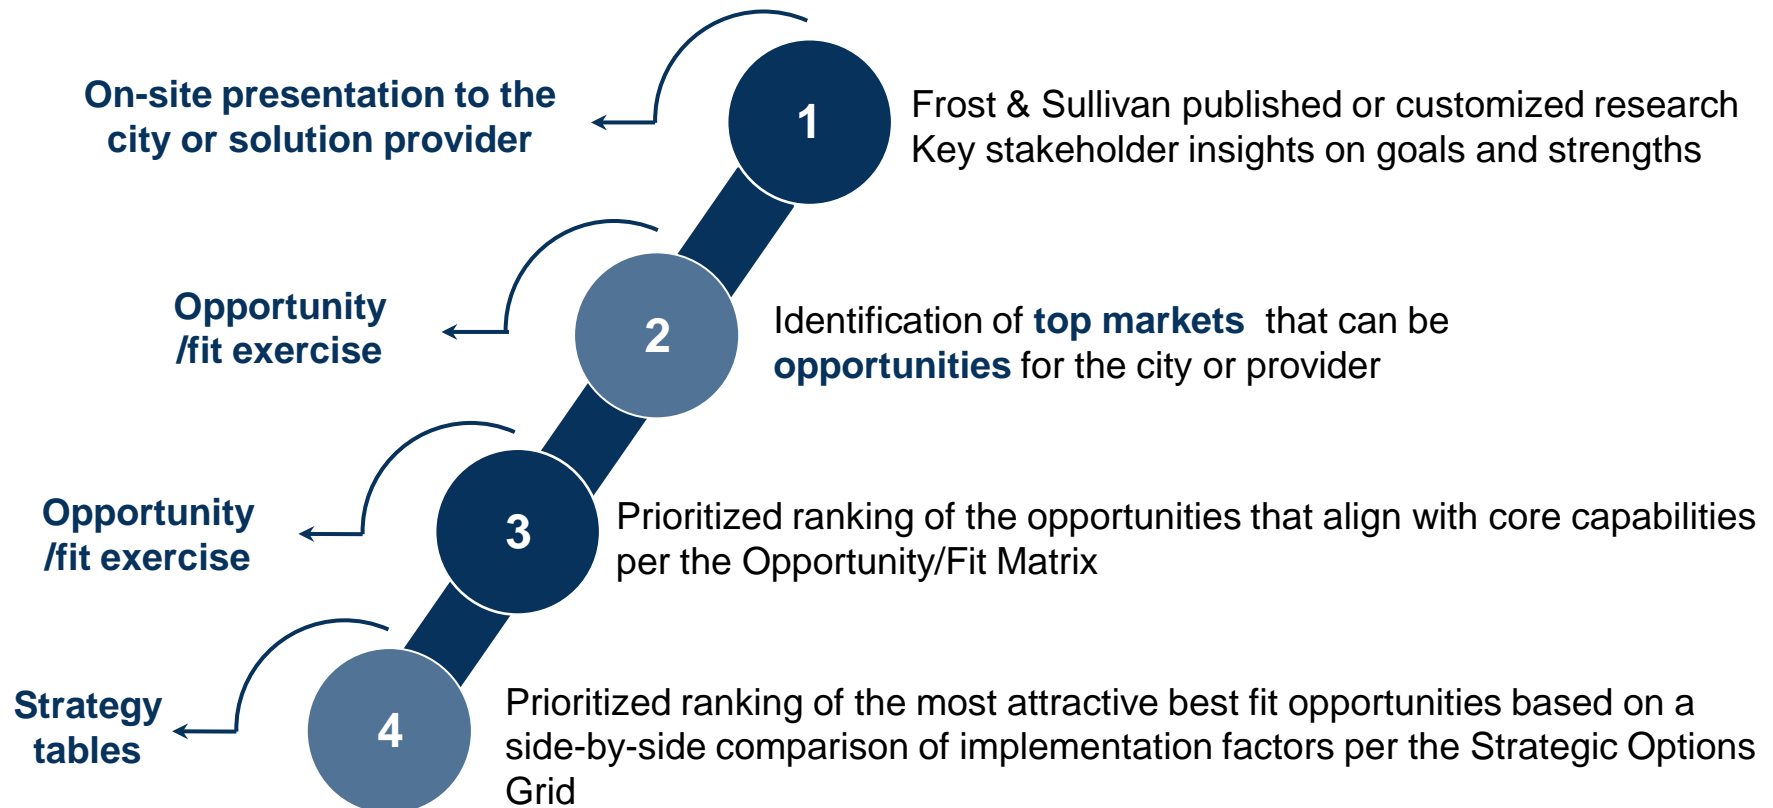 On-site presentation to the
city or solution provider
1
Frost & Sullivan published or customized research
Key stakeholder insights on goals and strengths
Opportunity
/fit exercise
2
Identification of top markets  that can be
opportunities for the city or provider
Opportunity
/fit exercise
3
Prioritized ranking of the opportunities that align with core capabilities
per the Opportunity/Fit Matrix
Strategy
tables
4
Prioritized ranking of the most attractive best fit opportunities based on a
side-by-side comparison of implementation factors per the Strategic Options
Grid